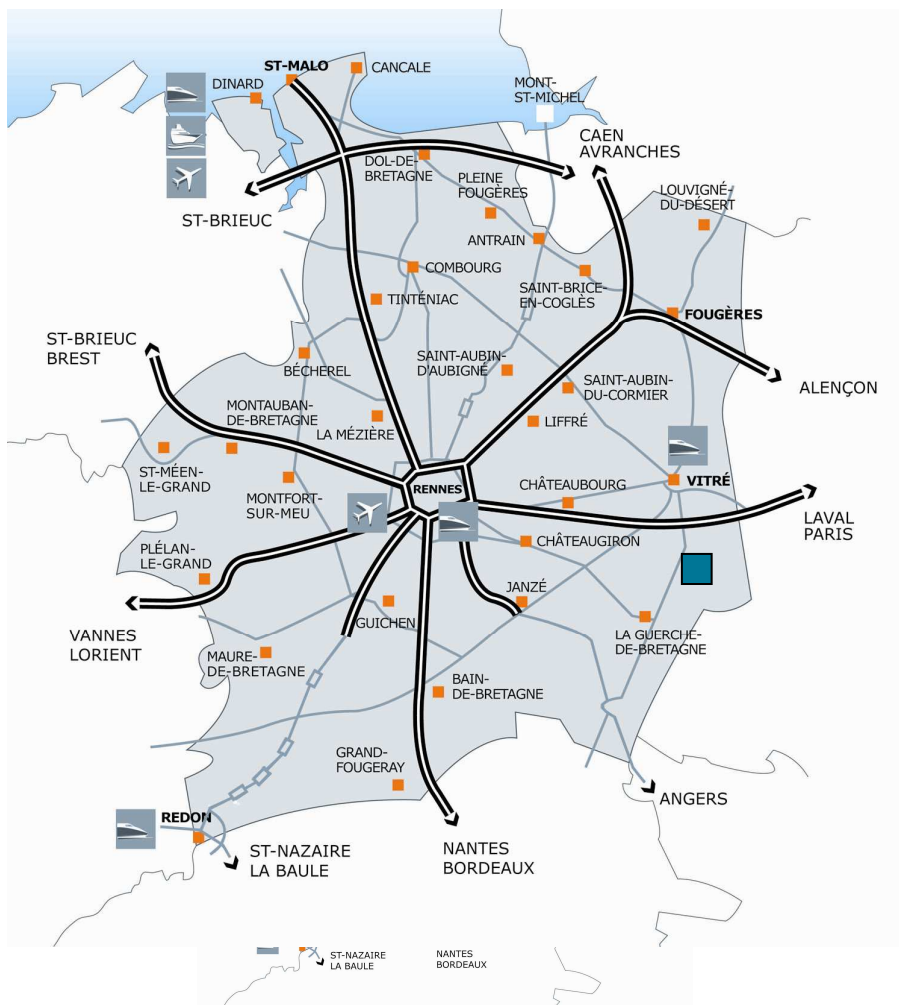 ST-MALO
CANCALE
DINARD
MONT-
ST-MICHEL
CAEN
AVRANCHES
DOL-DE-
BRETAGNE
PLEINE
FOUGÈRES
LOUVIGNÉ-
DU-DÉSERT
ST-BRIEUC
ANTRAIN
COMBOURG
SAINT-BRICE-
EN-COGLÈS
TINTÉNIAC
FOUGÈRES
ST-BRIEUC
BREST
BÉCHEREL
SAINT-AUBIN-
D'AUBIGNÉ
SAINT-AUBIN-
DU-CORMIER
ALENÇON
MONTAUBAN-
DE-BRETAGNE
LA MÉZIÈRE
LIFFRÉ
ST-MÉEN-
LE-GRAND
MONTFORT-
SUR-MEU
RENNES
CHÂTEAUBOURG
VITRÉ
LAVAL
PARIS
CHÂTEAUGIRON
PLÉLAN-
LE-GRAND
JANZÉ
GUICHEN
VANNES
LORIENT
LA GUERCHE-
DE-BRETAGNE
MAURE-
DE-BRETAGNE
BAIN-
DE-BRETAGNE
GRAND-
FOUGERAY
ANGERS
REDON
ST-NAZAIRE
LA BAULE
NANTES
BORDEAUX
ST-NAZAIRE
LA BAULE
NANTES
BORDEAUX